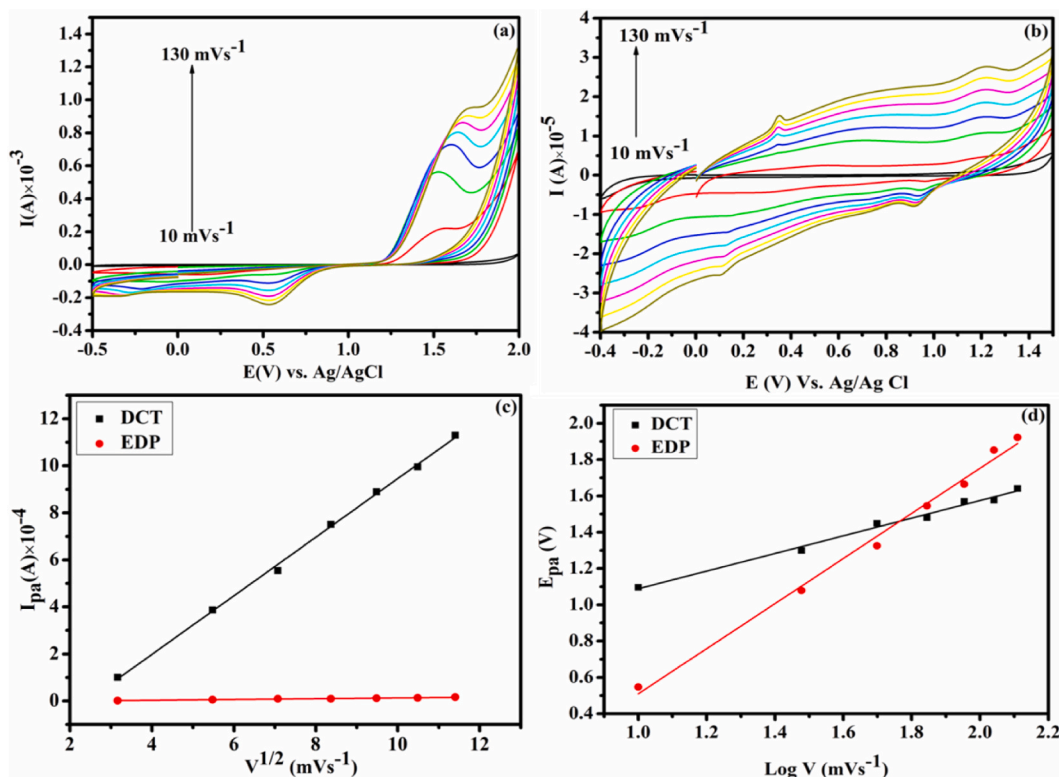 (a)
130 mVs⁻¹
10 mVs⁻¹
I(A)×10⁻³
1.4
1.2
1.0
0.8
0.6
0.4
0.2
0.0
-0.2
-0.4
-0.5 0.0 0.5 1.0 1.5 2.0
E(V) vs. Ag/AgCl
(b)
130 mVs⁻¹
10 mVs⁻¹
I (A)×10⁻⁵
4
3
2
1
0
-1
-2
-3
-4
-0.4 -0.2 0.0 0.2 0.4 0.6 0.8 1.0 1.2 1.4
E (V) Vs. Ag/Ag Cl
(c)
DCT
EDP
I_pa(A)×10⁻⁴
12
10
8
6
4
2
0
2 4 6 8 10 12
V^1/2 (mVs⁻¹)
(d)
DCT
EDP
E_pa (V)
2.0
1.8
1.6
1.4
1.2
1.0
0.8
0.6
0.4
1.0 1.2 1.4 1.6 1.8 2.0 2.2
Log V (mVs⁻¹)